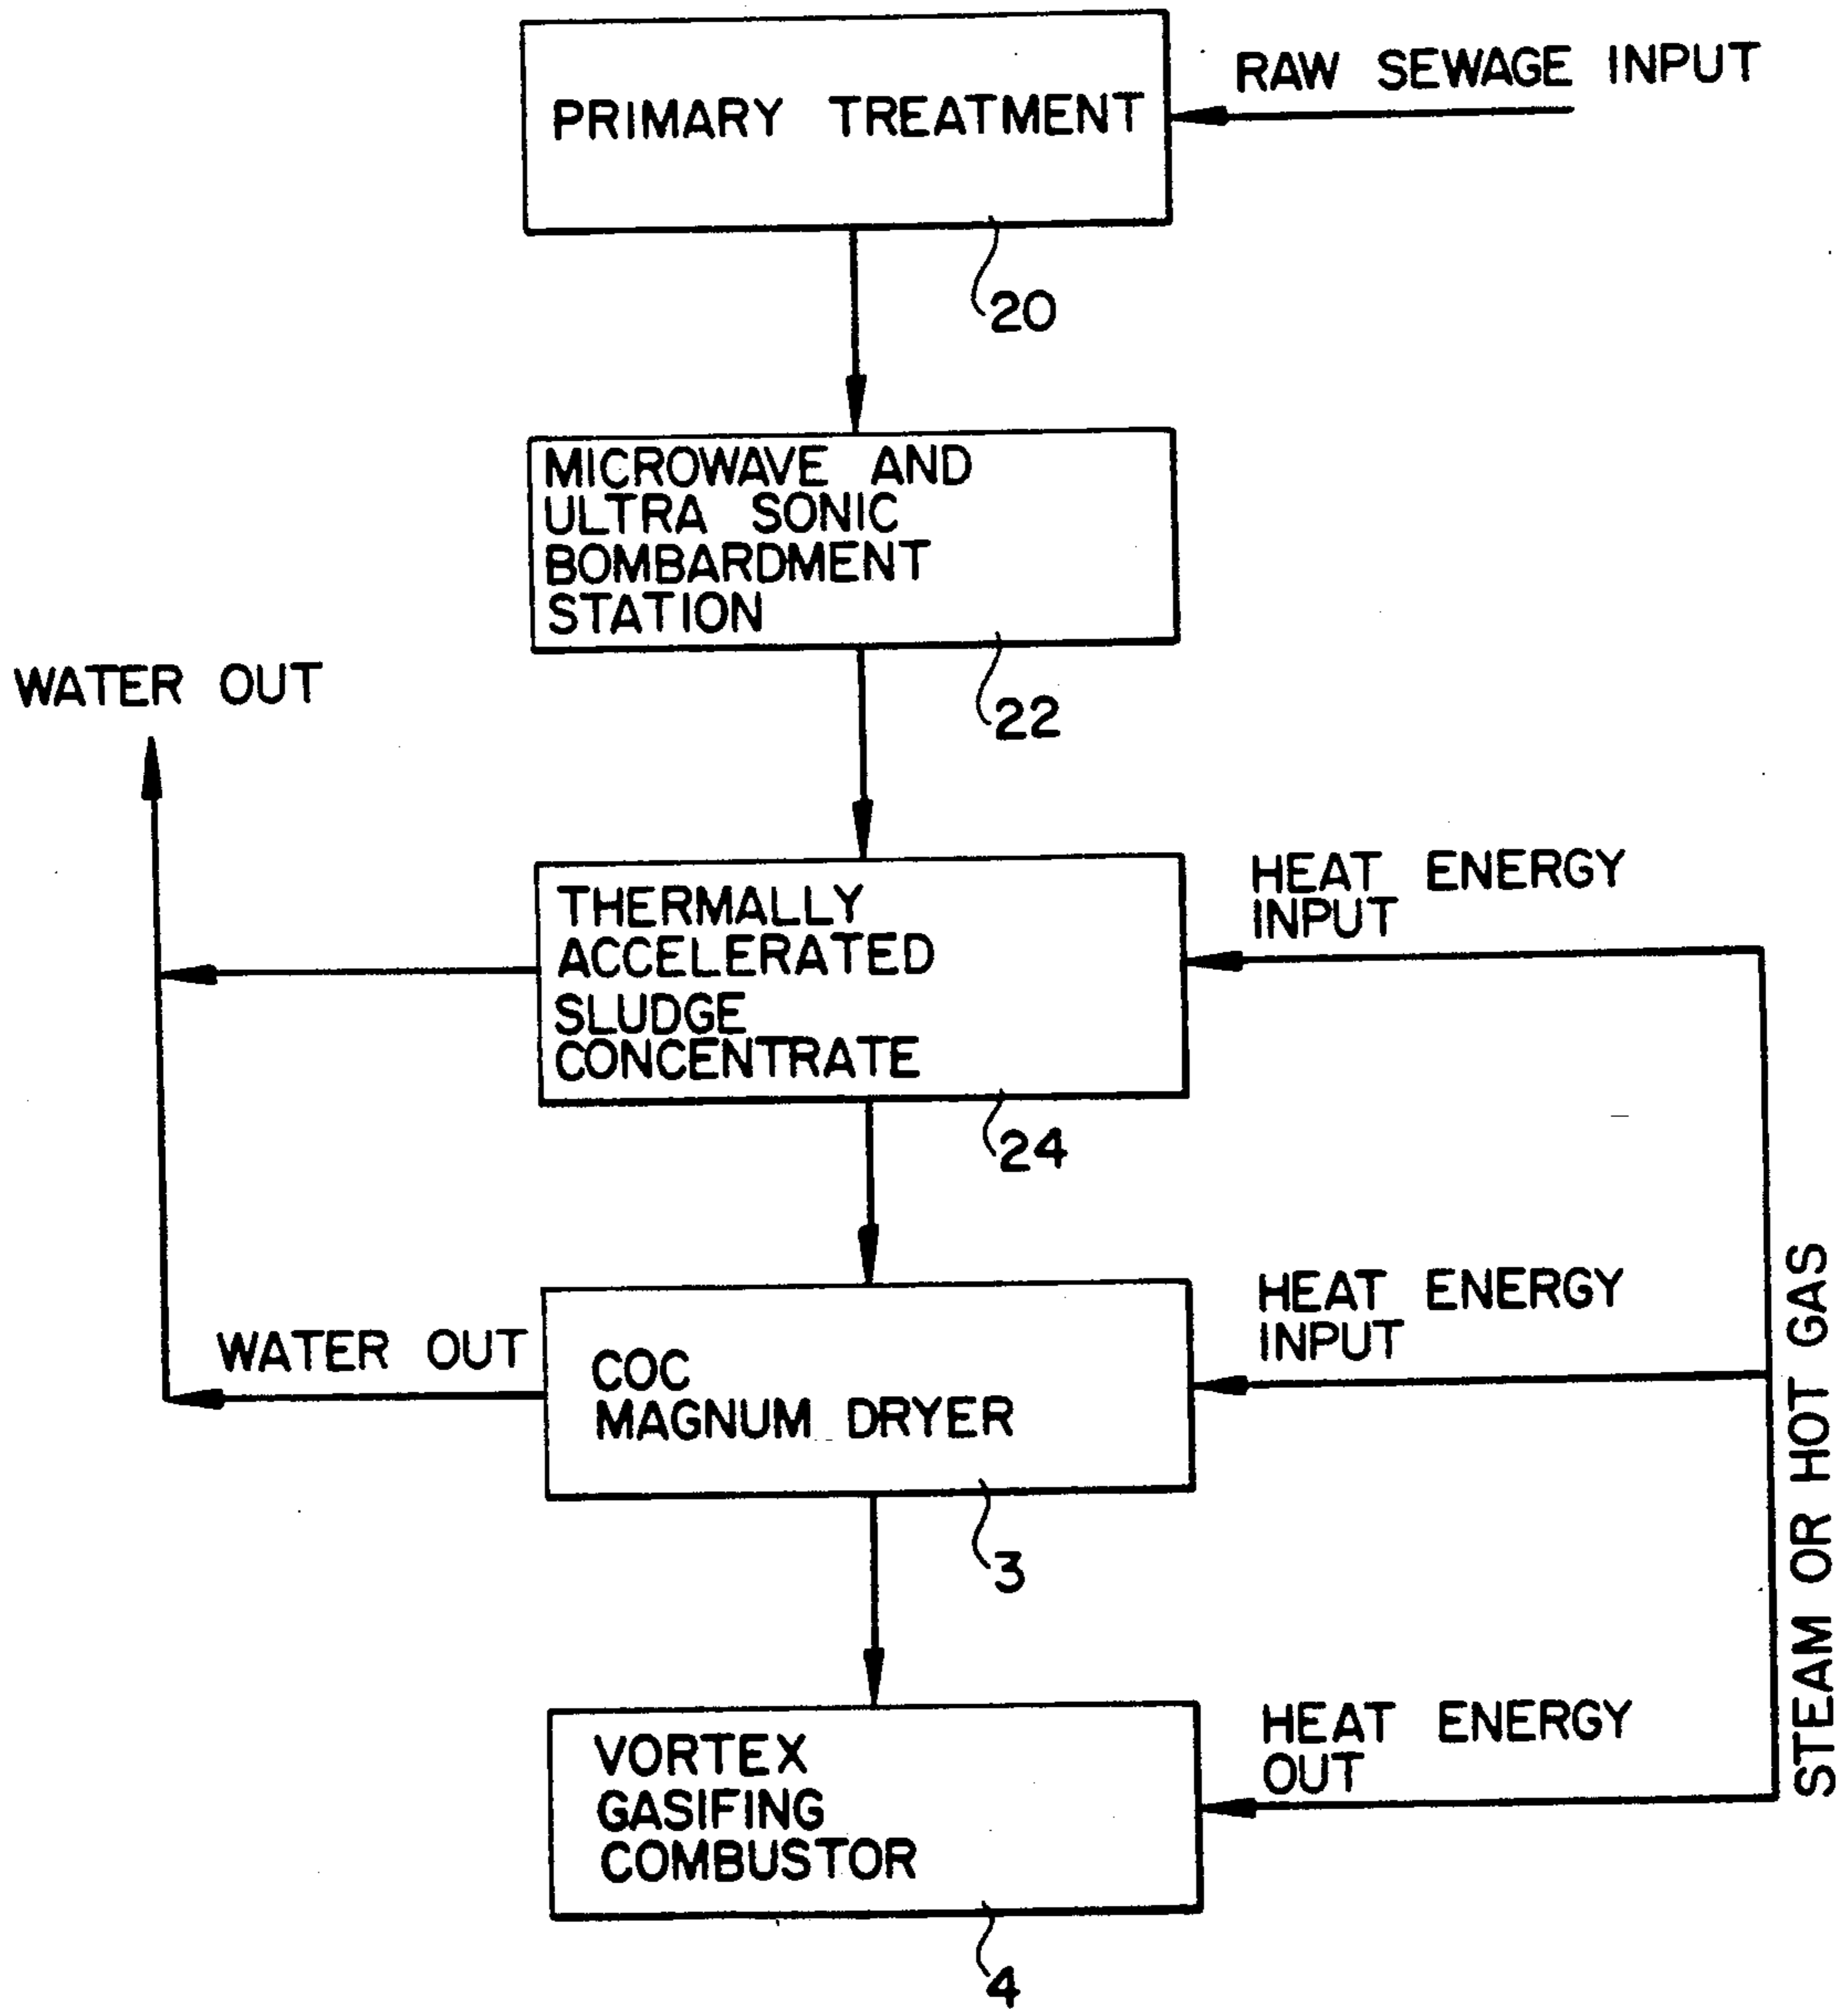 PRIMARY TREATMENT
RAW SEWAGE INPUT
20
MICROWAVE AND
ULTRA SONIC
BOMBARDMENT
STATION
22
WATER OUT
THERMALLY
ACCELERATED
SLUDGE
CONCENTRATE
HEAT ENERGY
INPUT
24
WATER OUT
COC
MAGNUM DRYER
HEAT ENERGY
INPUT
3
STEAM OR HOT GAS
VORTEX
GASIFING
COMBUSTOR
HEAT ENERGY
OUT
4